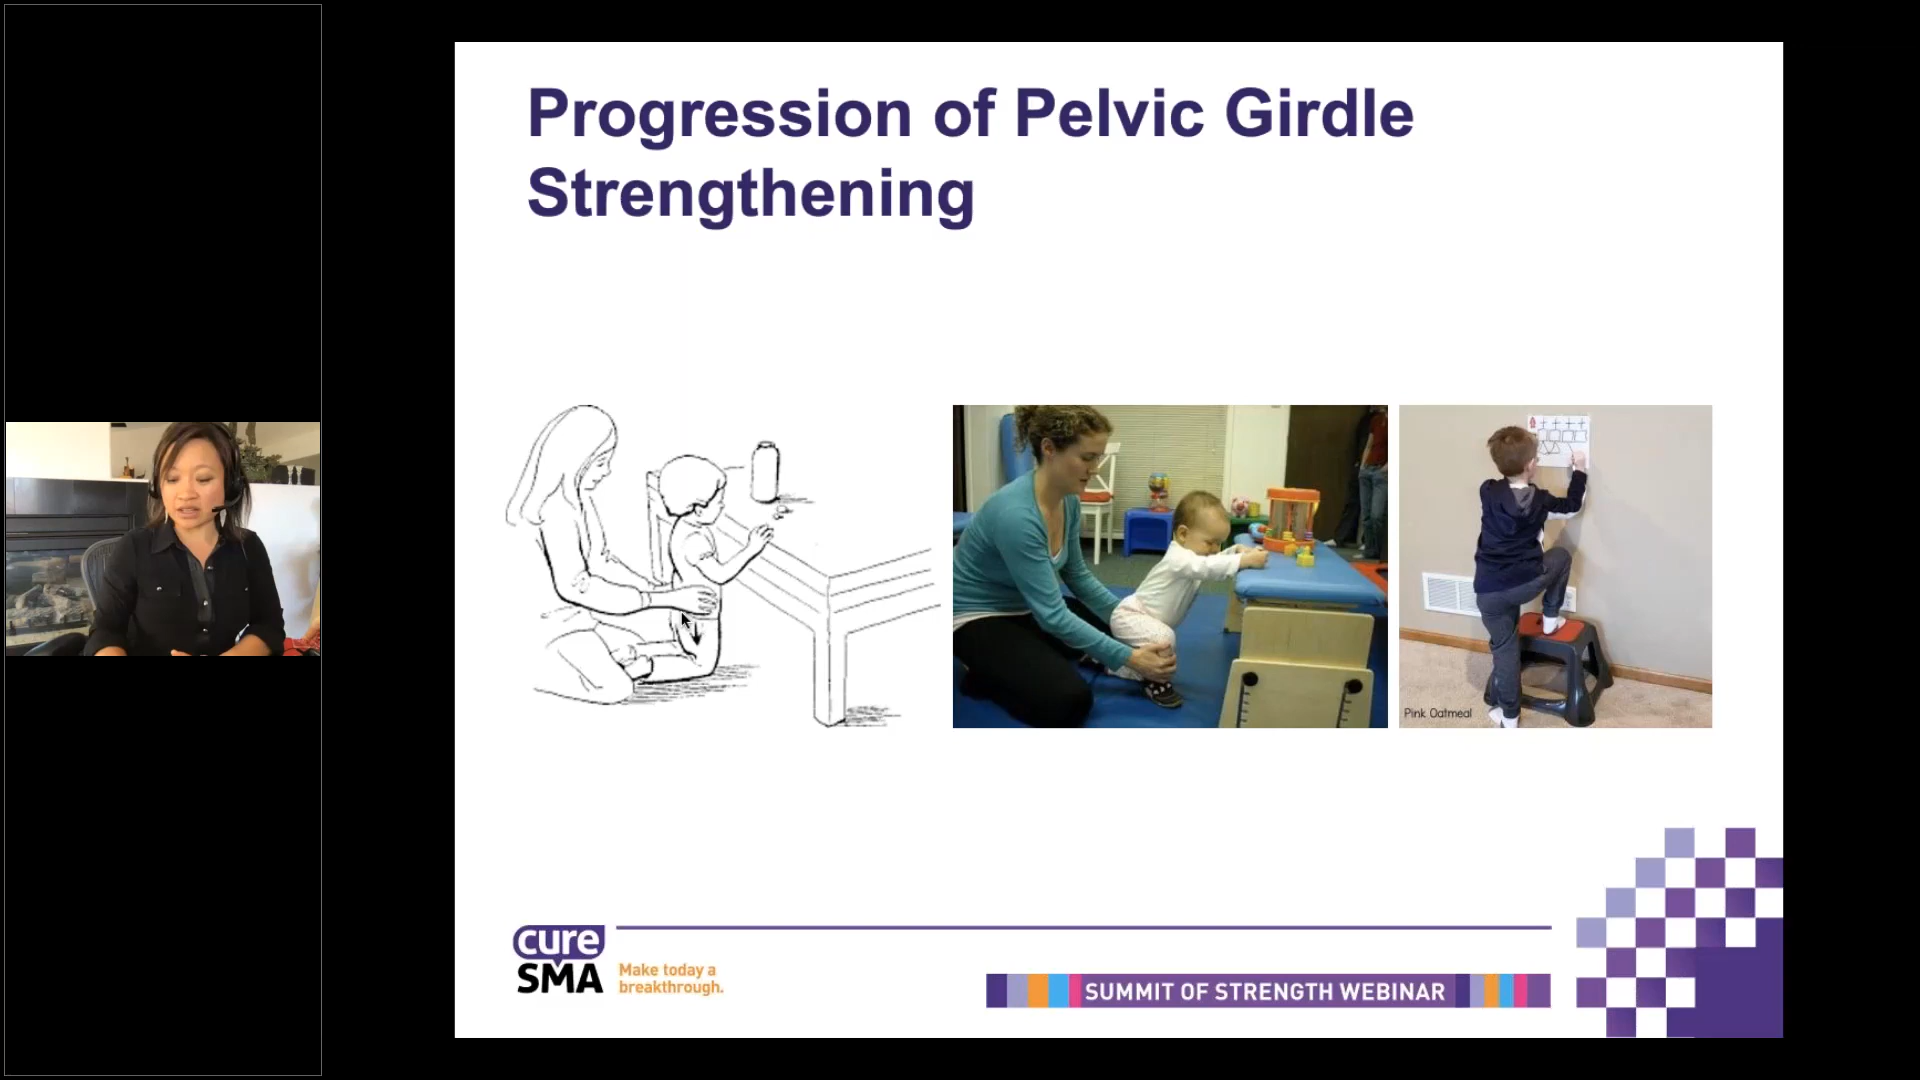 Progression of Pelvic Girdle
Strengthening
Pink Oatmeal
cure
SMA
Make today a
breakthrough.
SUMMIT OF STRENGTH WEBINAR